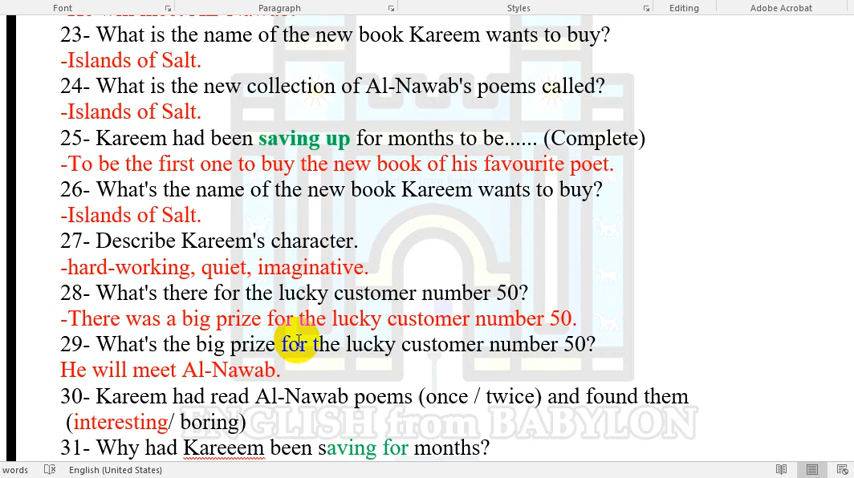 Font
Paragraph
Styles
Editing
Adobe Acrobat
23- What is the name of the new book Kareem wants to buy?
-Islands of Salt.
24- What is the new collection of Al-Nawab's poems called?
-Islands of Salt.
25- Kareem had been saving up for months to be...... (Complete)
-To be the first one to buy the new book of his favourite poet.
26- What's the name of the new book Kareem wants to buy?
-Islands of Salt.
27- Describe Kareem's character.
-hard-working, quiet, imaginative.
28- What's there for the lucky customer number 50?
-There was a big prize for the lucky customer number 50.
29- What's the big prize for the lucky customer number 50?
He will meet Al-Nawab.
30- Kareem had read Al-Nawab poems (once / twice) and found them
(interesting/ boring)
ENGLISH from BABYLON
31- Why had Kareeem been saving for months?
words
English (United States)